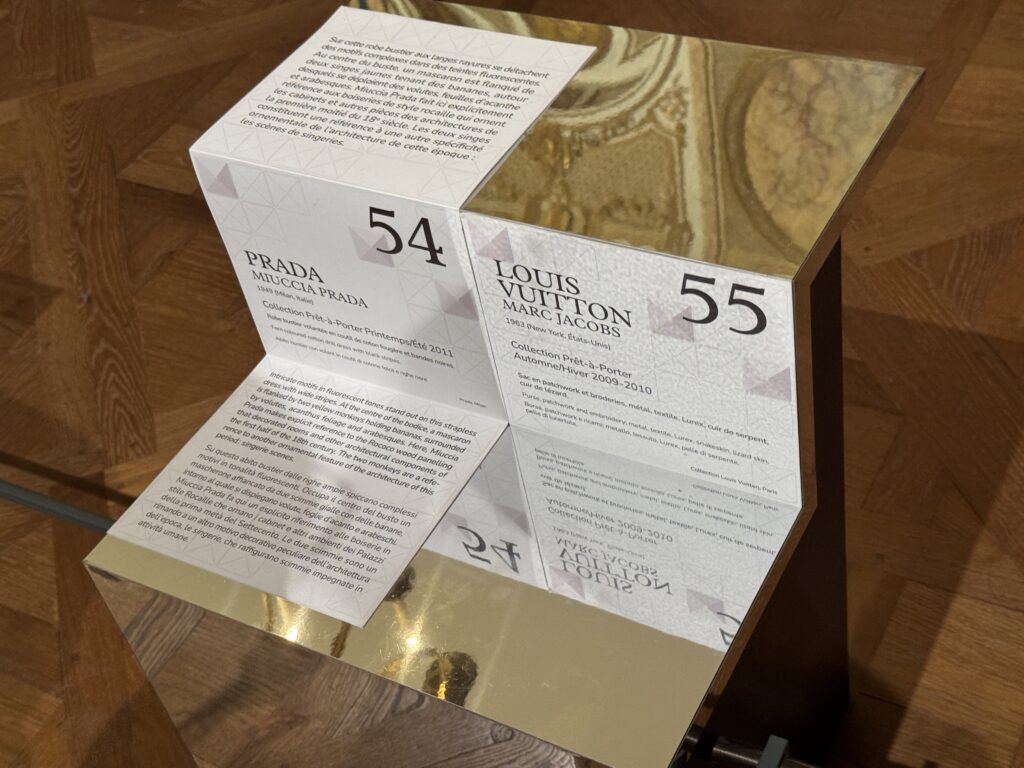 Sur cette robe bustier aux larges rayures se détachent
des motifs complexes dans des teintes fluorescentes.
Au centre du buste, un mascaron est flanqué de
deux singes jaunes tenant des bananes, autour
desquels se déploient des volutes, feuilles d'acanthe
et arabesques. Miuccia Prada fait ici explicitement
référence aux boiseries de style rocaille qui ornent
les cabinets et autres pièces des architectures de
la première moitié du 18e siècle. Les deux singes
constituent une référence à une autre spécificité
ornementale de l'architecture de cette époque :
les scènes de singeries.
54
PRADA
MIUCCIA PRADA
1949 (Milan, Italie)
Collection Prêt-à-Porter Printemps/Été 2011
Robe bustier volantée en coutil de coton fougère et bandes noires.
Fern coloured cotton drill dress with black stripes.
Abito bustier con volant in coutil di cotone felce e righe nere.
Prada, Milan
Intricate motifs in fluorescent tones stand out on this strapless
dress with wide stripes. At the centre of the bodice, a mascaron
is flanked by two yellow monkeys holding bananas, surrounded
by volutes, acanthus foliage and arabesques. Here, Miuccia
Prada makes explicit reference to the Rococo wood panelling
that decorated rooms and other architectural components of
the first half of the 18th century. The two monkeys are a refe-
rence to another ornamental feature of the architecture of this
period: singerie scenes.
Su questo abito bustier dalle righe ampie spiccano complessi
motivi in tonalità fluorescenti. Occupa il centro del busto un
mascherone affiancato da due scimmie gialle con delle banane,
intorno al quale si dispiegano volute, foglie d'acanto e arabeschi.
Miuccia Prada fa qui un esplicito riferimento alle boiserie in
stile Rocaille che ornano i cabinet e altri ambienti dei Palazzi
della prima metà del Settecento. Le due scimmie sono un
rimando a un altro motivo decorativo peculiare dell'architettura
dell'epoca, le singerie, che raffigurano scimmie impegnate in
attività umane.
55
LOUIS
VUITTON
MARC JACOBS
1963 (New York, États-Unis)
Collection Prêt-à-Porter
Automne/Hiver 2009-2010
Sac en patchwork et broderies, métal, textile, Lurex, cuir de serpent,
cuir de lézard.
Purse, patchwork and embroidery, metal, textile, Lurex, snakeskin, lizard skin.
Borsa, patchwork e ricami, metallo, tessuto, Lurex, pelle di serpente,
pelle di lucertola.
Collection Louis Vuitton, Paris